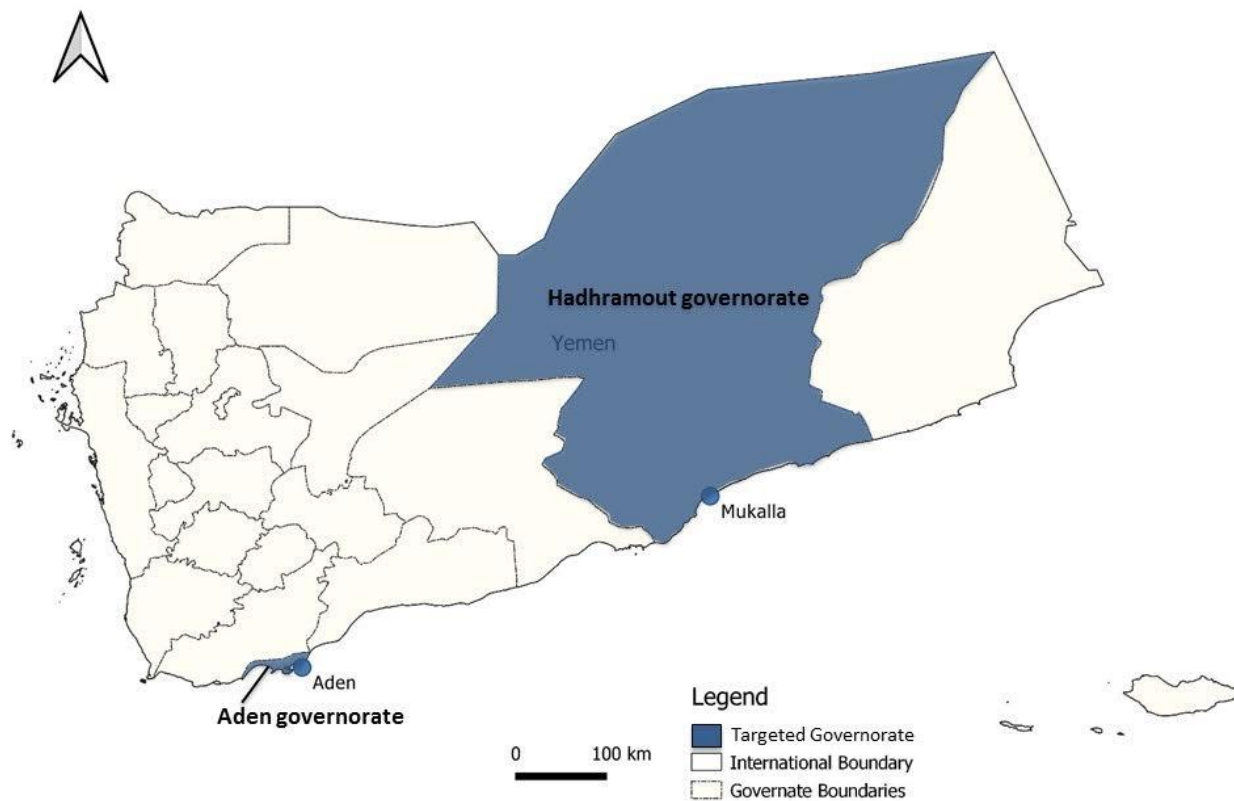 Hadhramout governorate
Yemen
Mukalla
Aden
Aden governorate
Legend
Targeted Governorate
International Boundary
Governate Boundaries
0 100 km